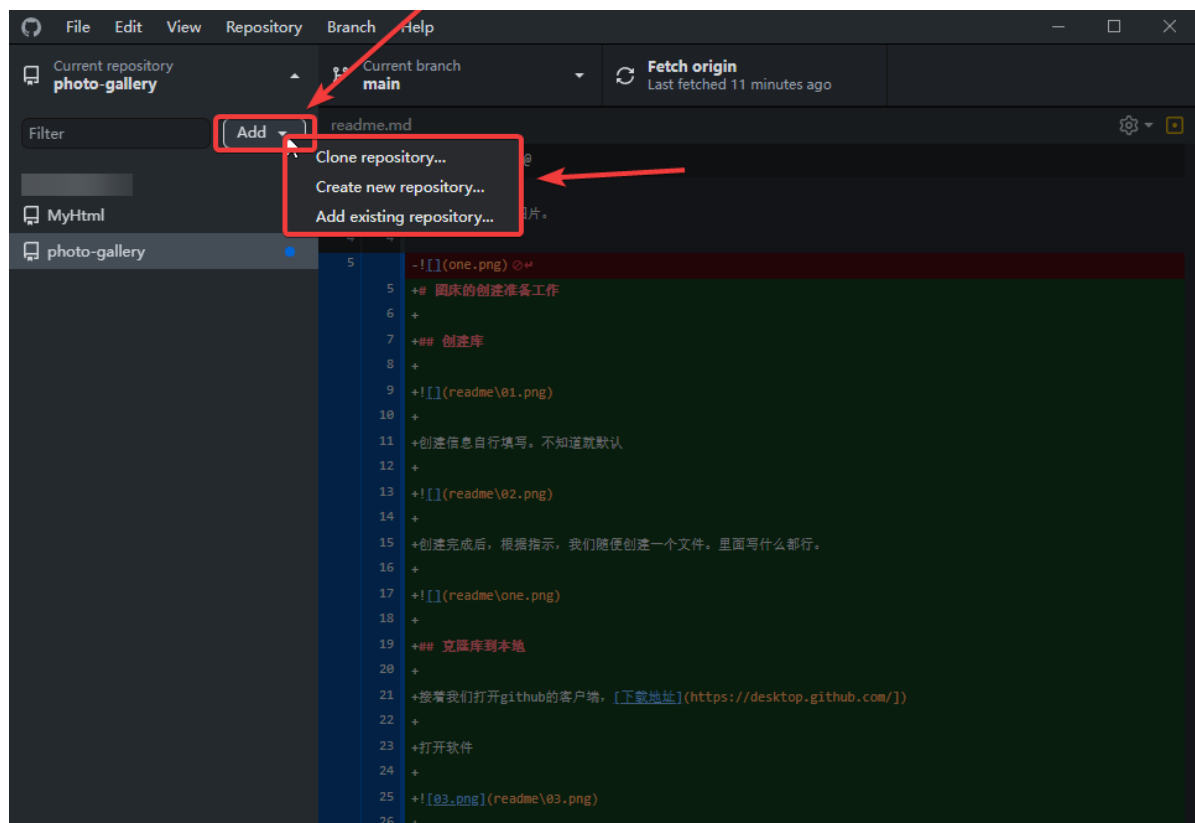 File Edit View Repository Branch Help
Current repository
photo-gallery
Current branch
main
Fetch origin
Last fetched 11 minutes ago
Filter
Add
readme.md
Clone repository...
Create new repository...
Add existing repository...
@
片。
MyHtml
photo-gallery
4 4
5 -![](one.png)
5 +# 图床的创建准备工作
6 +
7 +## 创建库
8 +
9 +![](readme\01.png)
10 +
11 +创建信息自行填写。不知道就默认
12 +
13 +![](readme\02.png)
14 +
15 +创建完成后，根据指示，我们随便创建一个文件。里面写什么都行。
16 +
17 +![](readme\one.png)
18 +
19 +## 克隆库到本地
20 +
21 +接着我们打开github的客户端，[下载地址](https://desktop.github.com/])
22 +
23 +打开软件
24 +
25 +![03.png](readme\03.png)
26 +